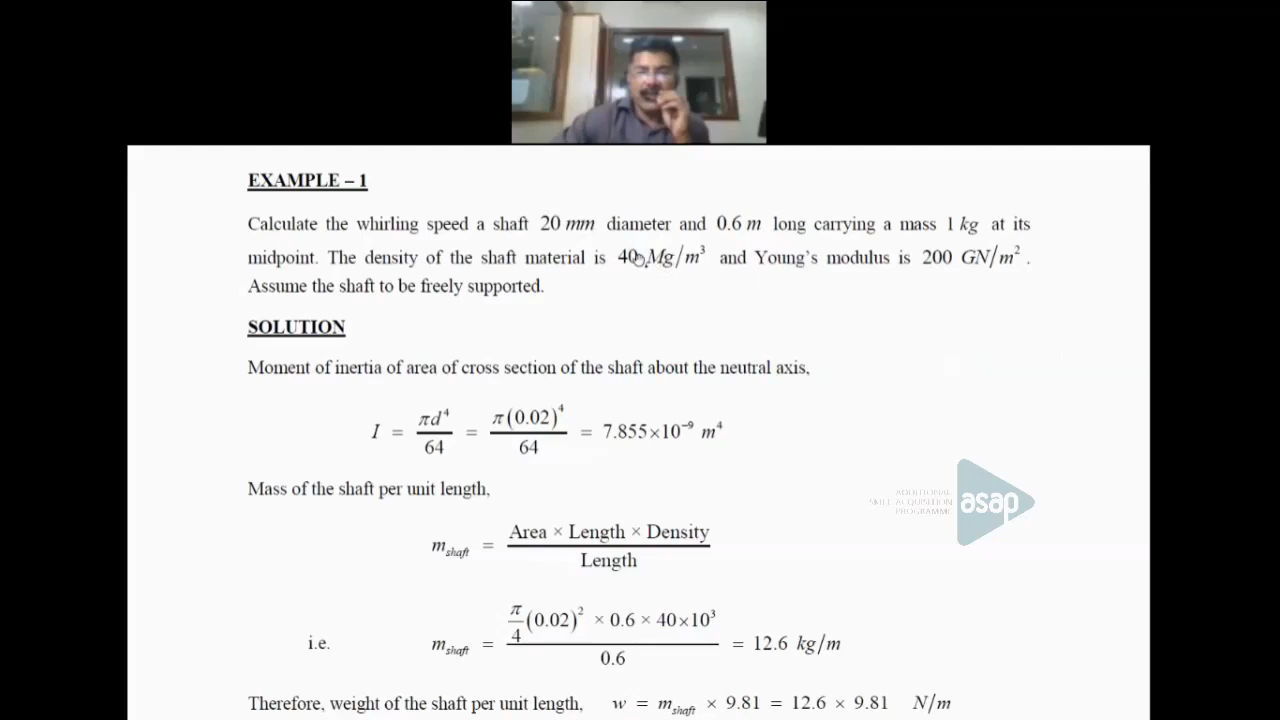 EXAMPLE – 1
Calculate the whirling speed a shaft 20 mm diameter and 0.6 m long carrying a mass 1 kg at its
midpoint. The density of the shaft material is 40 Mg/m³ and Young's modulus is 200 GN/m² .
Assume the shaft to be freely supported.
SOLUTION
Moment of inertia of area of cross section of the shaft about the neutral axis,
I = πd⁴/64 = π(0.02)⁴/64 = 7.855×10⁻⁹ m⁴
Mass of the shaft per unit length,
ADDITIONAL
SKILL ACQUISITION
PROGRAMME
asap
m_shaft = Area × Length × Density / Length
i.e. m_shaft = π/4 (0.02)² × 0.6 × 40×10³ / 0.6 = 12.6 kg/m
Therefore, weight of the shaft per unit length, w = m_shaft × 9.81 = 12.6 × 9.81 N/m